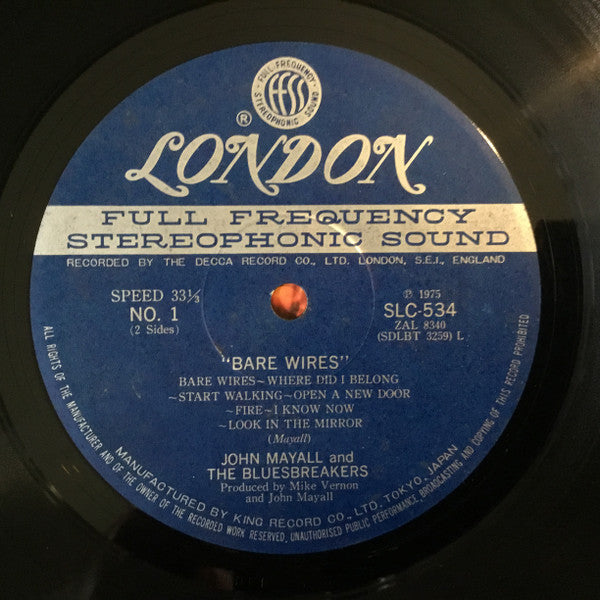 FULL FREQUENCY
ffss
STEREOPHONIC SOUND
®
LONDON
FULL FREQUENCY
STEREOPHONIC SOUND
RECORDED BY THE DECCA RECORD CO., LTD. LONDON, S.E.I., ENGLAND
SPEED 33⅓
NO. 1
(2 Sides)
℗ 1975
SLC-534
ZAL 8340
(SDLBT 3259) L
"BARE WIRES"
BARE WIRES~WHERE DID I BELONG
~START WALKING~OPEN A NEW DOOR
~FIRE~I KNOW NOW
~LOOK IN THE MIRROR
(Mayall)
JOHN MAYALL and
THE BLUESBREAKERS
Produced by Mike Vernon
and John Mayall
MANUFACTURED BY KING RECORD CO., LTD. TOKYO, JAPAN
ALL RIGHTS OF THE MANUFACTURER AND OF THE OWNER OF THE RECORDED WORK RESERVED, UNAUTHORISED PUBLIC PERFORMANCE BROADCASTING AND COPYING OF THIS RECORD PROHIBITED